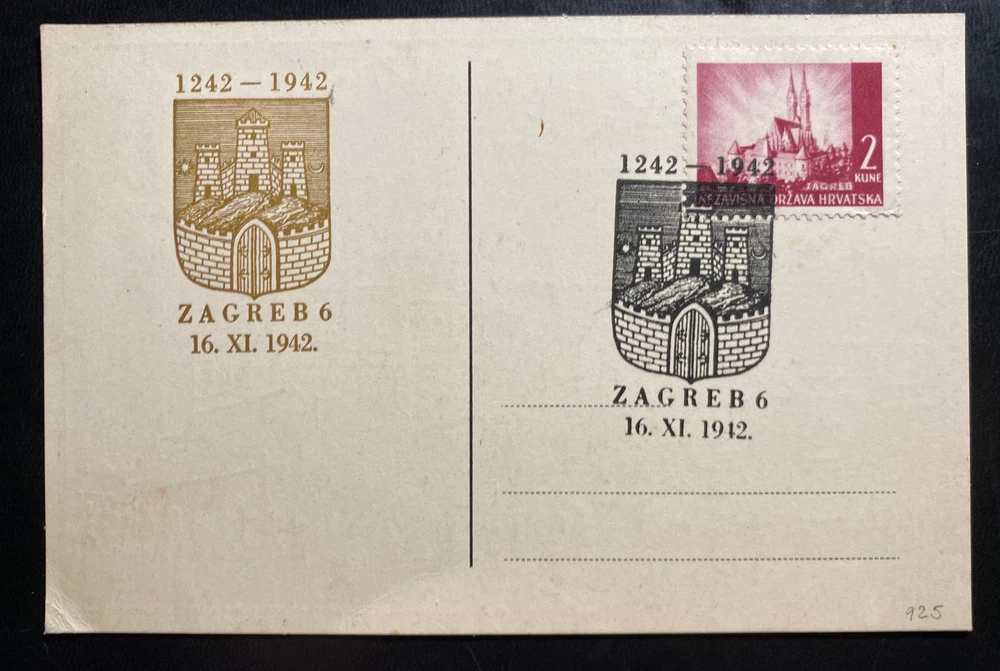 1242 — 1942
ZAGREB 6
16. XI. 1942.
2
KUNE
ZAGREB
NEZAVISNA DRŽAVA HRVATSKA
1242 — 1942
ZAGREB 6
16. XI. 1942.
925